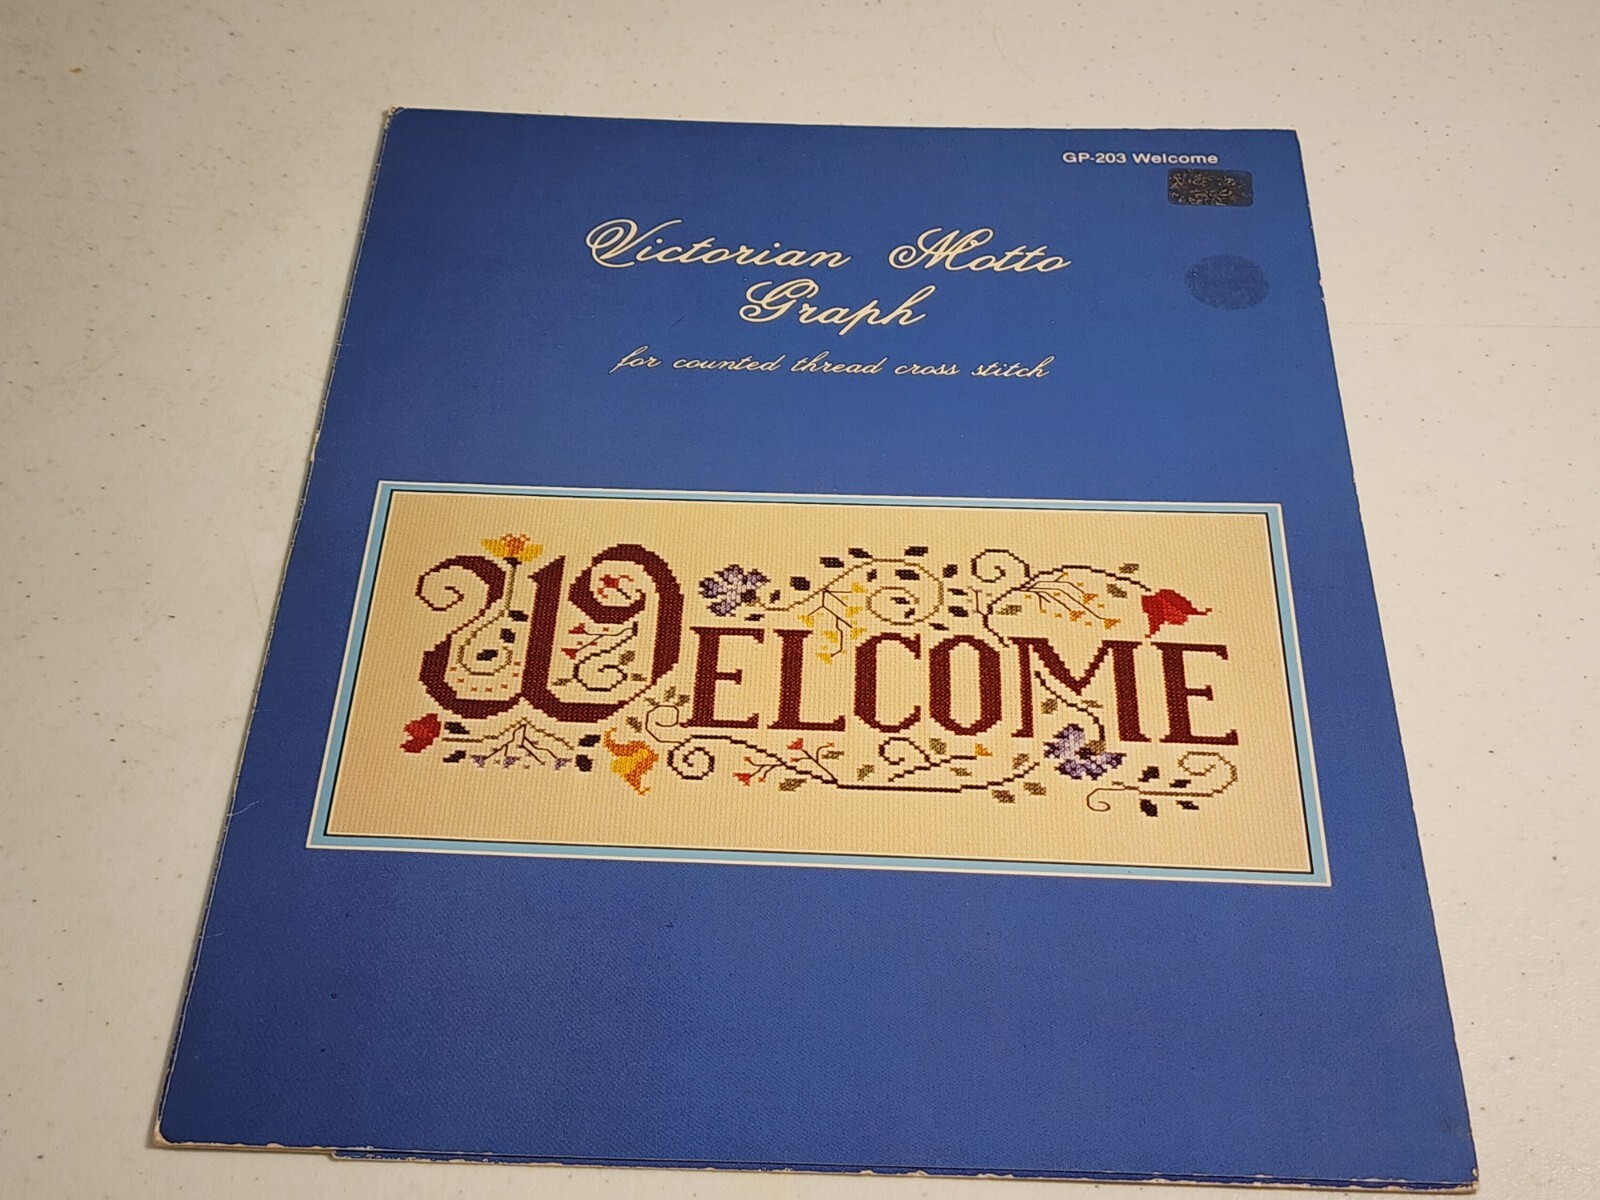 GP-203 Welcome
Victorian Motto
Graph
for counted thread cross stitch
WELCOME